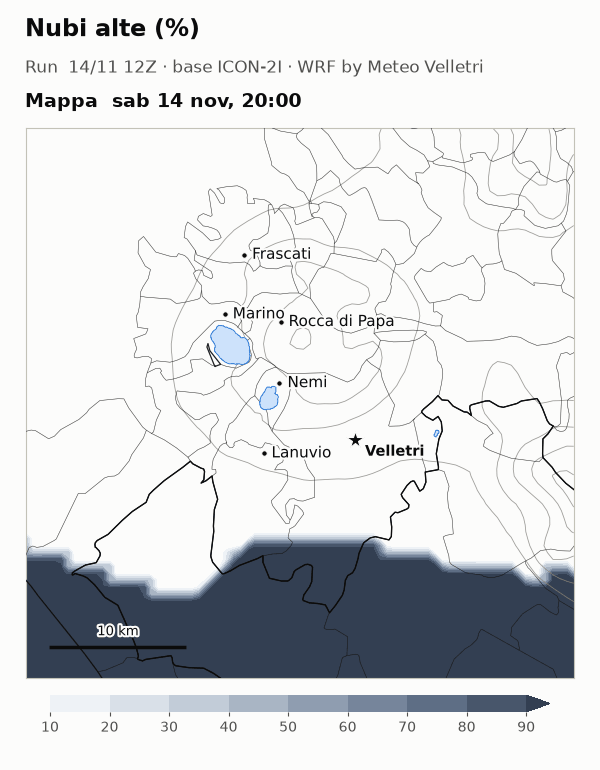 Nubi alte (%)
Run  14/11 12Z · base ICON-2I · WRF by Meteo Velletri
Mappa  sab 14 nov, 20:00
Frascati
Marino
Rocca di Papa
Nemi
Velletri
Lanuvio
10 km
10 20 30 40 50 60 70 80 90